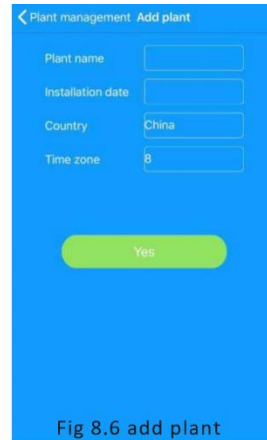 Plant management Add plant
Plant name
Installation date
Country China
Time zone 8
Yes
Fig 8.6 add plant